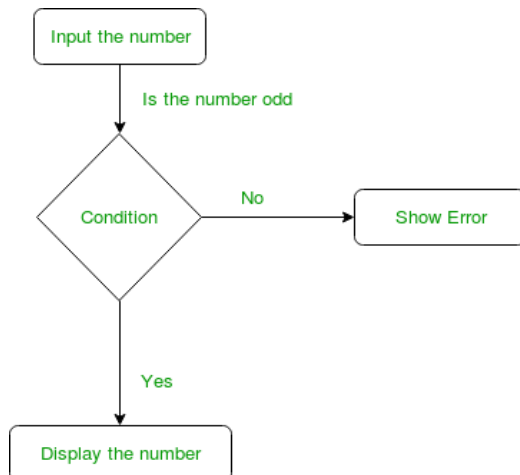 Input the number
Is the number odd
Condition
No
Show Error
Yes
Display the number